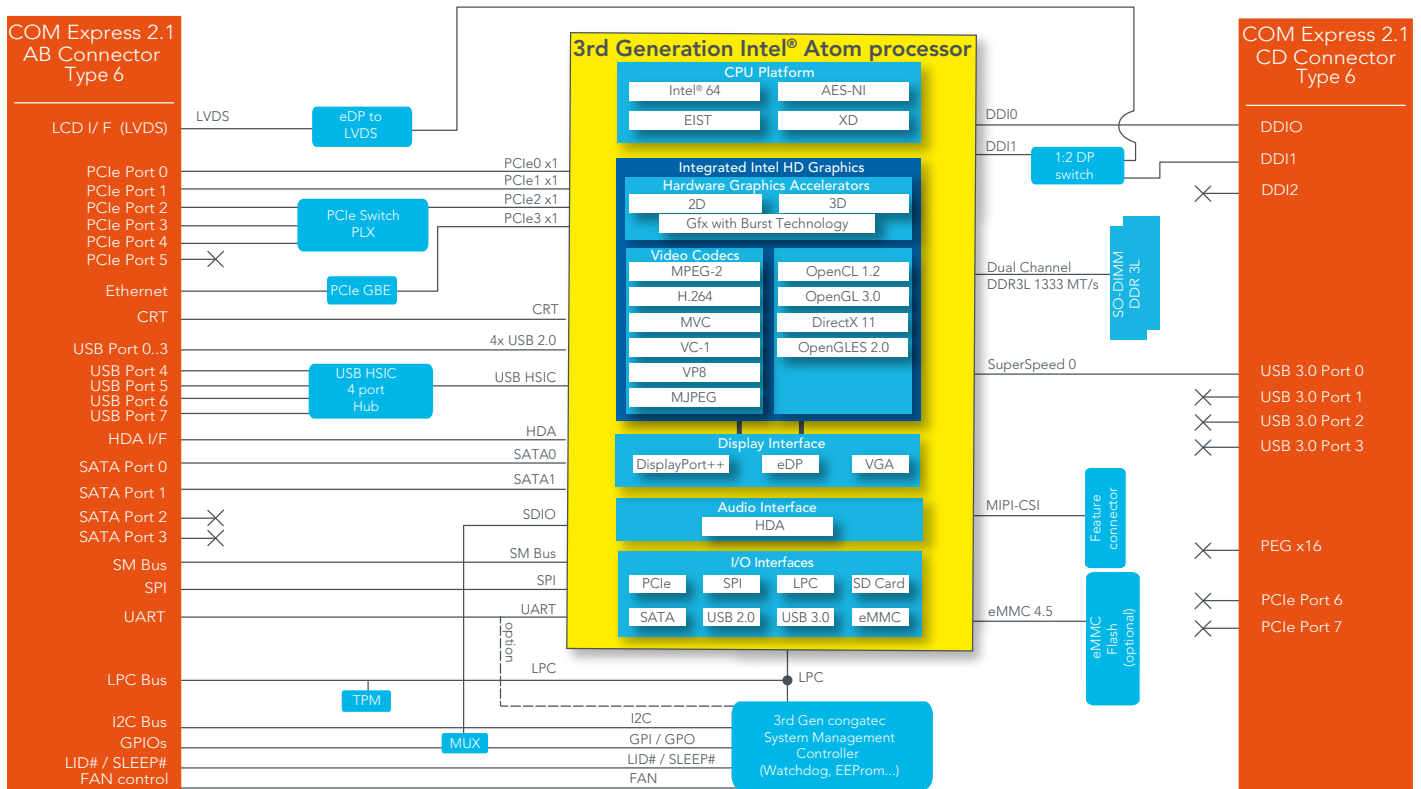 COM Express 2.1
AB Connector
Type 6
LCD I/ F (LVDS)
PCIe Port 0
PCIe Port 1
PCIe Port 2
PCIe Port 3
PCIe Port 4
PCIe Port 5
Ethernet
CRT
USB Port 0..3
USB Port 4
USB Port 5
USB Port 6
USB Port 7
HDA I/F
SATA Port 0
SATA Port 1
SATA Port 2
SATA Port 3
SM Bus
SPI
UART
LPC Bus
I2C Bus
GPIOs
LID# / SLEEP#
FAN control
LVDS
eDP to
LVDS
PCIe Switch
PLX
PCIe GBE
USB HSIC
4 port
Hub
TPM
MUX
PCIe0 x1
PCIe1 x1
PCIe2 x1
PCIe3 x1
CRT
4x USB 2.0
USB HSIC
HDA
SATA0
SATA1
SDIO
SM Bus
SPI
UART
option
LPC
I2C
GPI / GPO
LID# / SLEEP#
FAN
3rd Generation Intel® Atom processor
CPU Platform
Intel® 64
AES-NI
EIST
XD
Integrated Intel HD Graphics
Hardware Graphics Accelerators
2D
3D
Gfx with Burst Technology
Video Codecs
MPEG-2
H.264
MVC
VC-1
VP8
MJPEG
OpenCL 1.2
OpenGL 3.0
DirectX 11
OpenGLES 2.0
Display Interface
DisplayPort++
eDP
VGA
Audio Interface
HDA
I/O Interfaces
PCIe
SPI
LPC
SD Card
SATA
USB 2.0
USB 3.0
eMMC
LPC
3rd Gen congatec
System Management
Controller
(Watchdog, EEProm...)
DDI0
DDI1
1:2 DP
switch
Dual Channel
DDR3L 1333 MT/s
SO-DIMM
DDR 3L
SuperSpeed 0
MIPI-CSI
Feature
connector
eMMC 4.5
eMMC
Flash
(optional)
COM Express 2.1
CD Connector
Type 6
DDIO
DDI1
DDI2
USB 3.0 Port 0
USB 3.0 Port 1
USB 3.0 Port 2
USB 3.0 Port 3
PEG x16
PCIe Port 6
PCIe Port 7